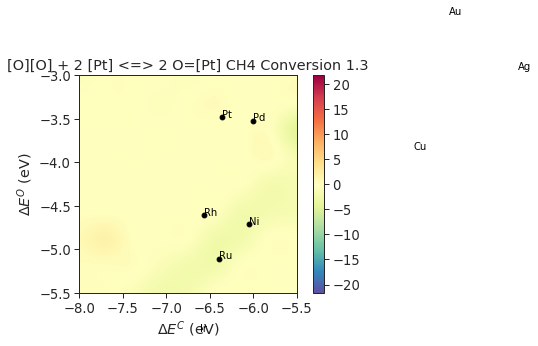 Au
[O][O] + 2 [Pt] <=> 2 O=[Pt] CH4 Conversion 1.3
Ag
−3.0
20
Pt
Pd
−3.5
15
Cu
10
−4.0
5
ΔE^O (eV)
0
−4.5
Rh
Ni
−5
−5.0
Ru
−10
−15
−5.5
−20
−8.0 −7.5 −7.0 −6.5 −6.0 −5.5
ΔE^C (eV)
Ir